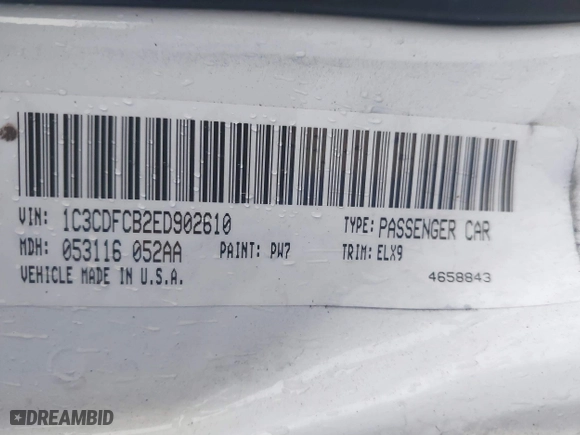 VIN: 1C3CDFCB2ED902610 TYPE: PASSENGER CAR
MDH: 053116 052AA PAINT: PW7 TRIM: ELX9
VEHICLE MADE IN U.S.A. 4658843
DREAMBID